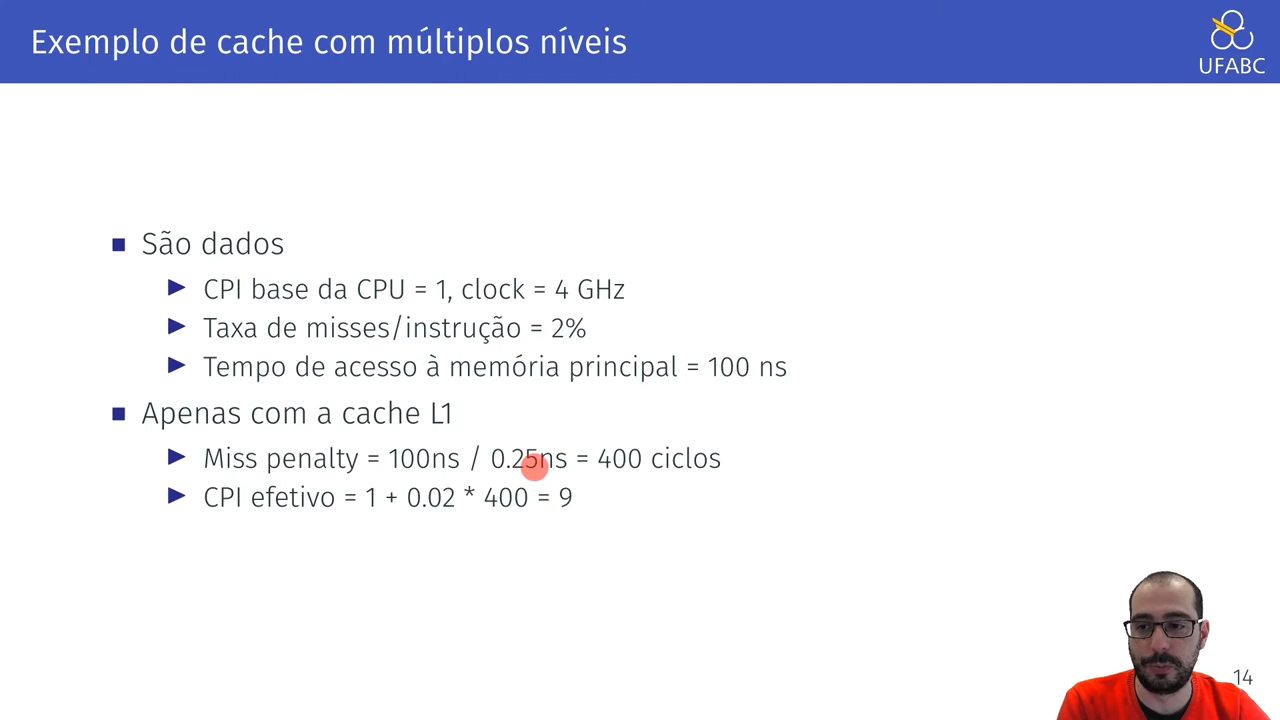 Exemplo de cache com múltiplos níveis
UFABC
São dados
CPI base da CPU = 1, clock = 4 GHz
Taxa de misses/instrução = 2%
Tempo de acesso à memória principal = 100 ns
Apenas com a cache L1
Miss penalty = 100ns / 0.25ns = 400 ciclos
CPI efetivo = 1 + 0.02 * 400 = 9
14